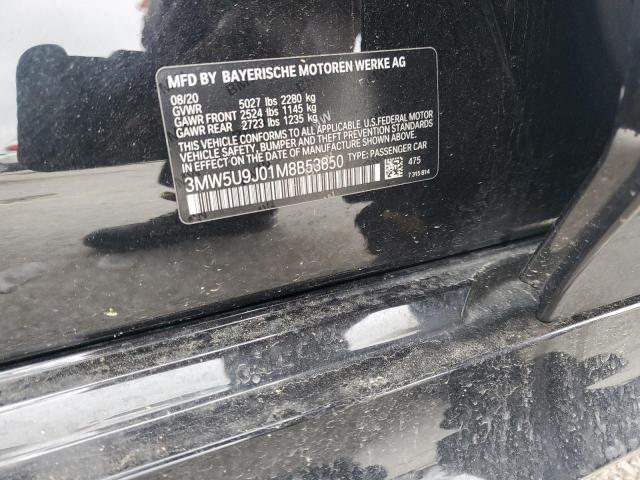 MFD BY BAYERISCHE MOTOREN WERKE AG
08/20
GVWR 5027 lbs 2280 kg
GAWR FRONT 2524 lbs 1145 kg
GAWR REAR 2723 lbs 1235 kg
THIS VEHICLE CONFORMS TO ALL APPLICABLE U.S. FEDERAL MOTOR
VEHICLE SAFETY, BUMPER, AND THEFT PREVENTION STANDARDS
IN EFFECT ON THE DATE OF MANUFACTURE SHOWN ABOVE.
3MW5U9J01M8B53850 TYPE: PASSENGER CAR
475
7 315 814